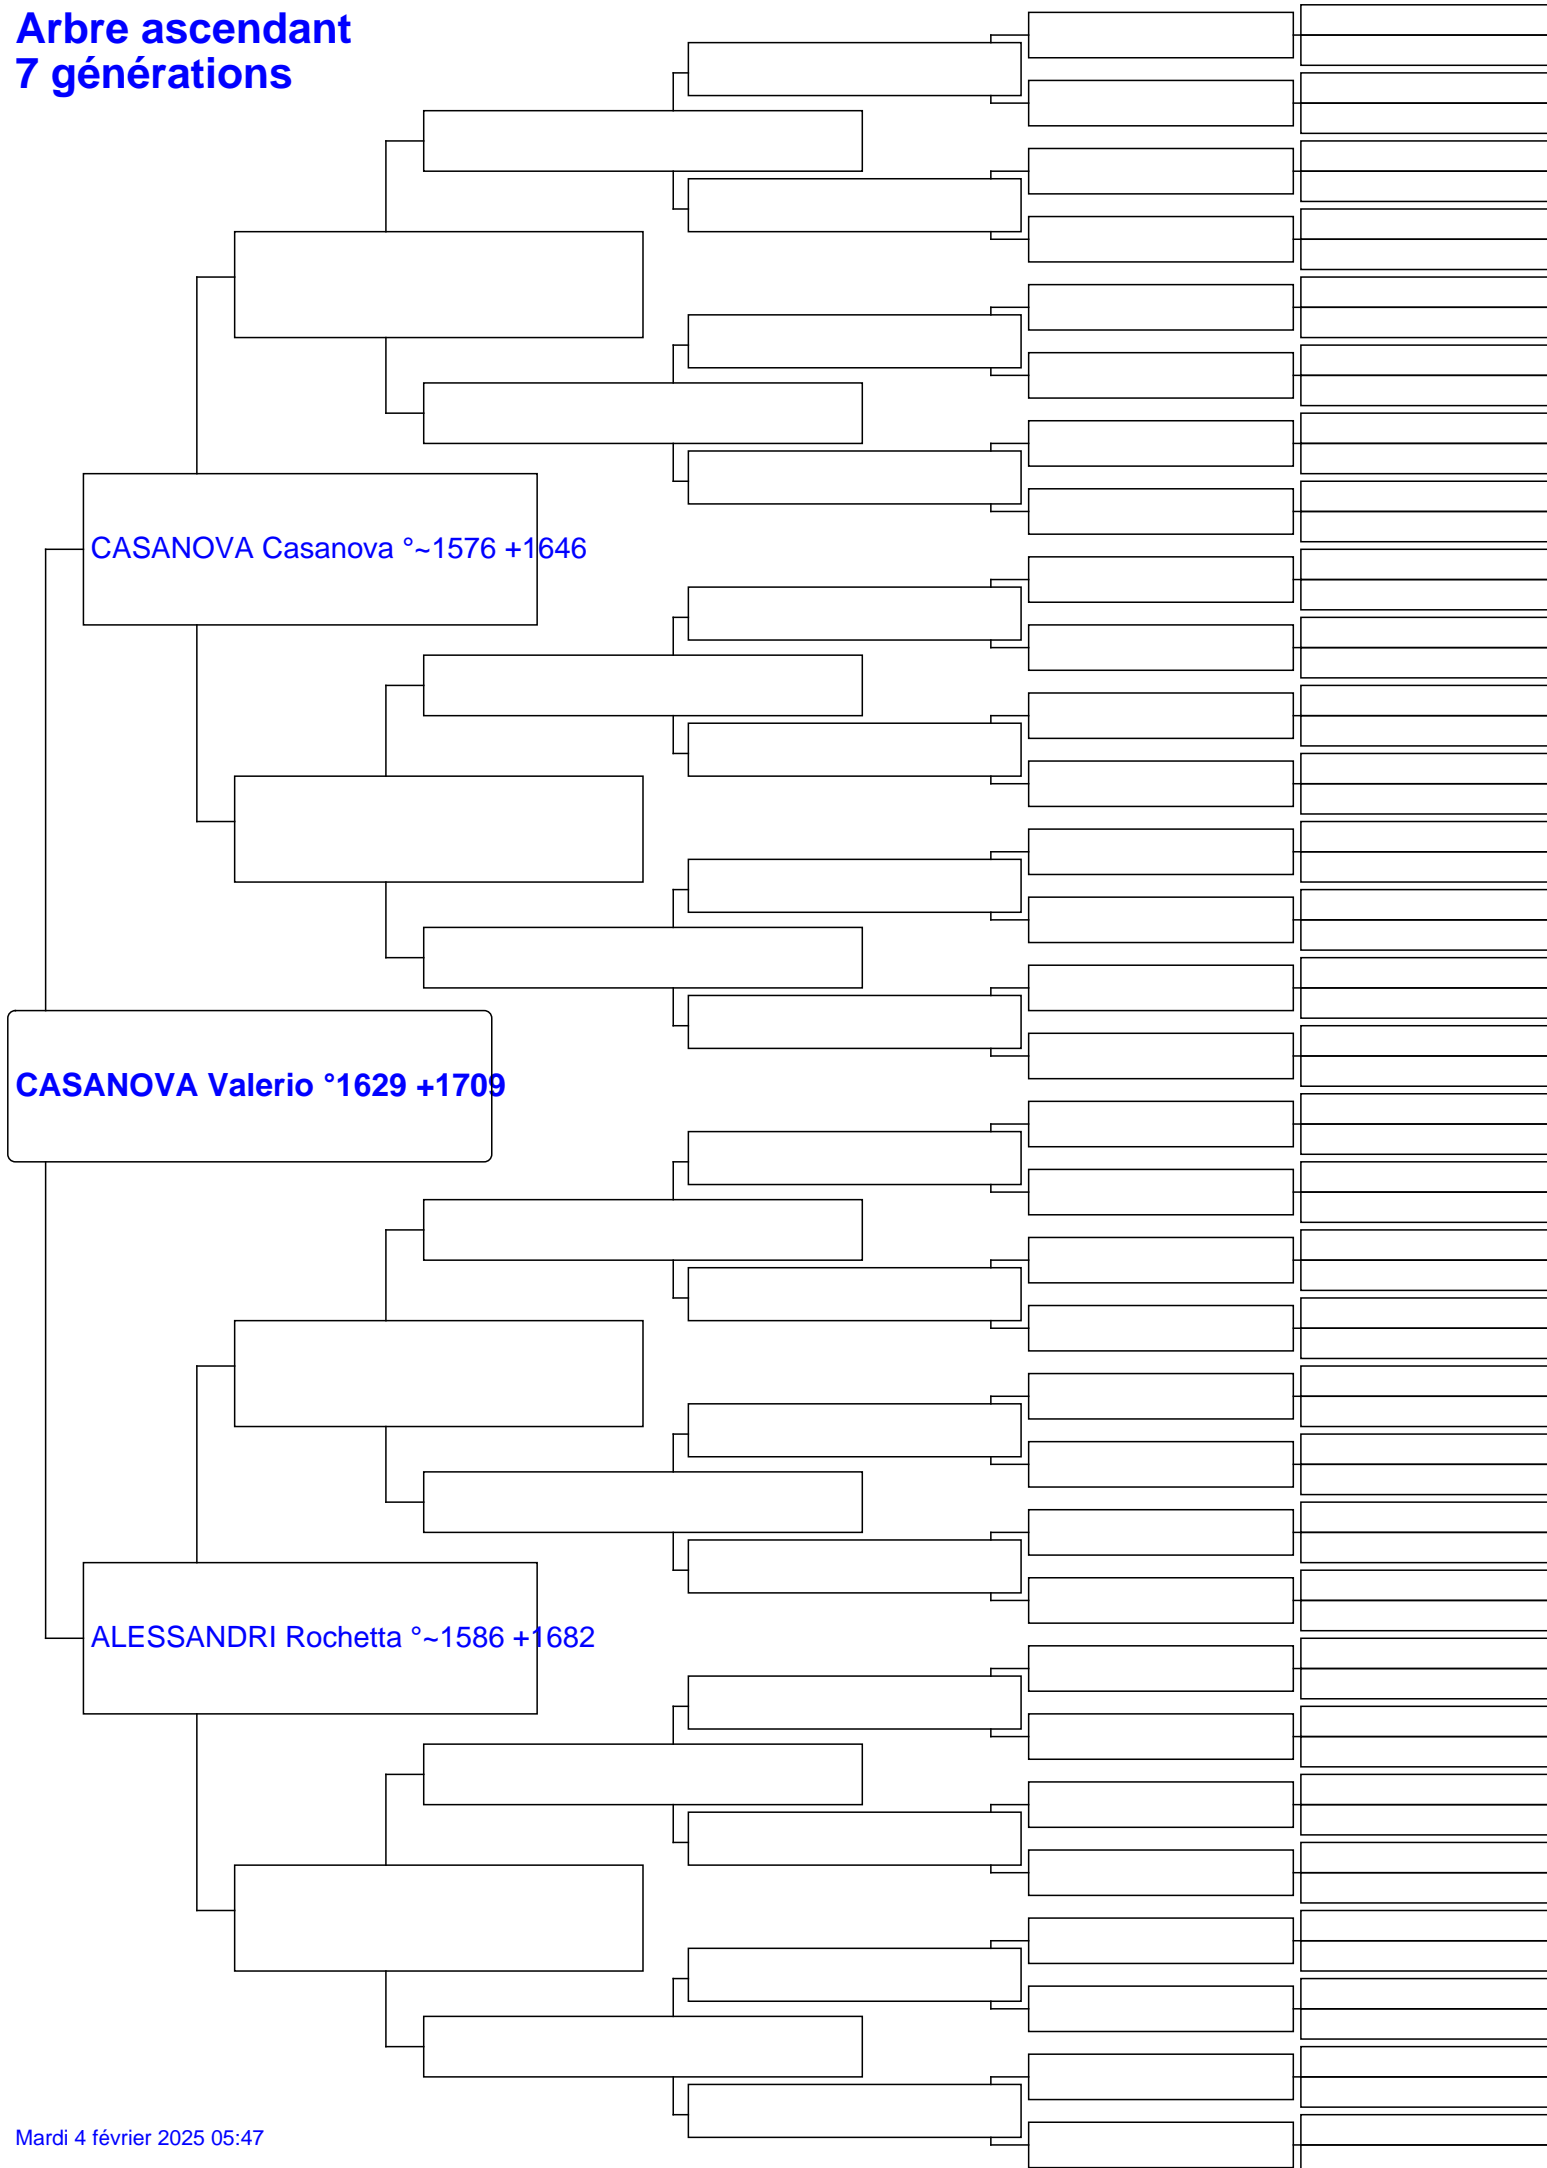 Arbre ascendant
7 générations
CASANOVA Casanova °~1576 +1646
CASANOVA Valerio °1629 +1709
ALESSANDRI Rochetta °~1586 +1682
Mardi 4 février 2025 05:47